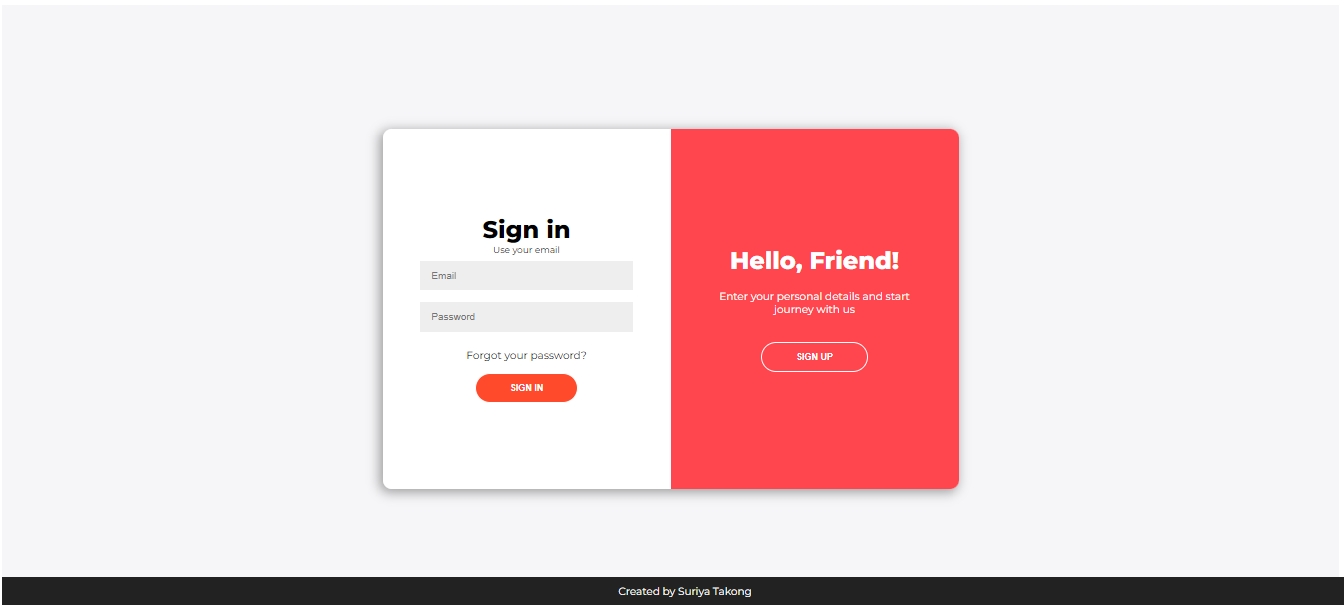 Sign in
Use your email
Email
Password
Forgot your password?
SIGN IN
Hello, Friend!
Enter your personal details and start
journey with us
SIGN UP
Created by Suriya Takong